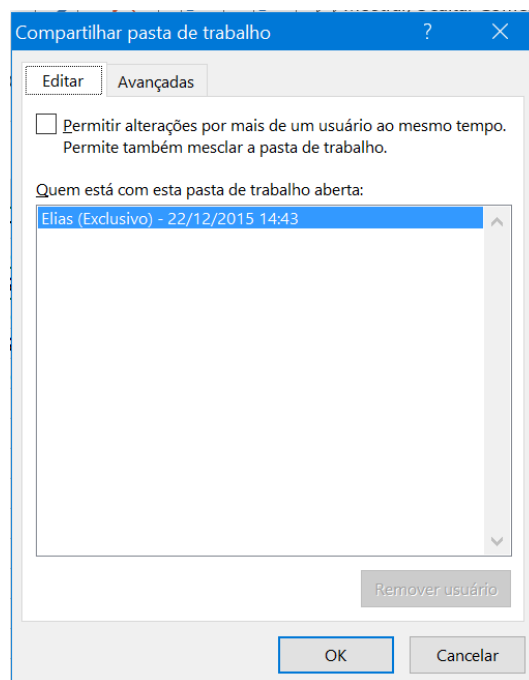 Compartilhar pasta de trabalho ? ×
Editar Avançadas
Permitir alterações por mais de um usuário ao mesmo tempo.
Permite também mesclar a pasta de trabalho.
Quem está com esta pasta de trabalho aberta:
Elias (Exclusivo) - 22/12/2015 14:43
Remover usuário
OK Cancelar